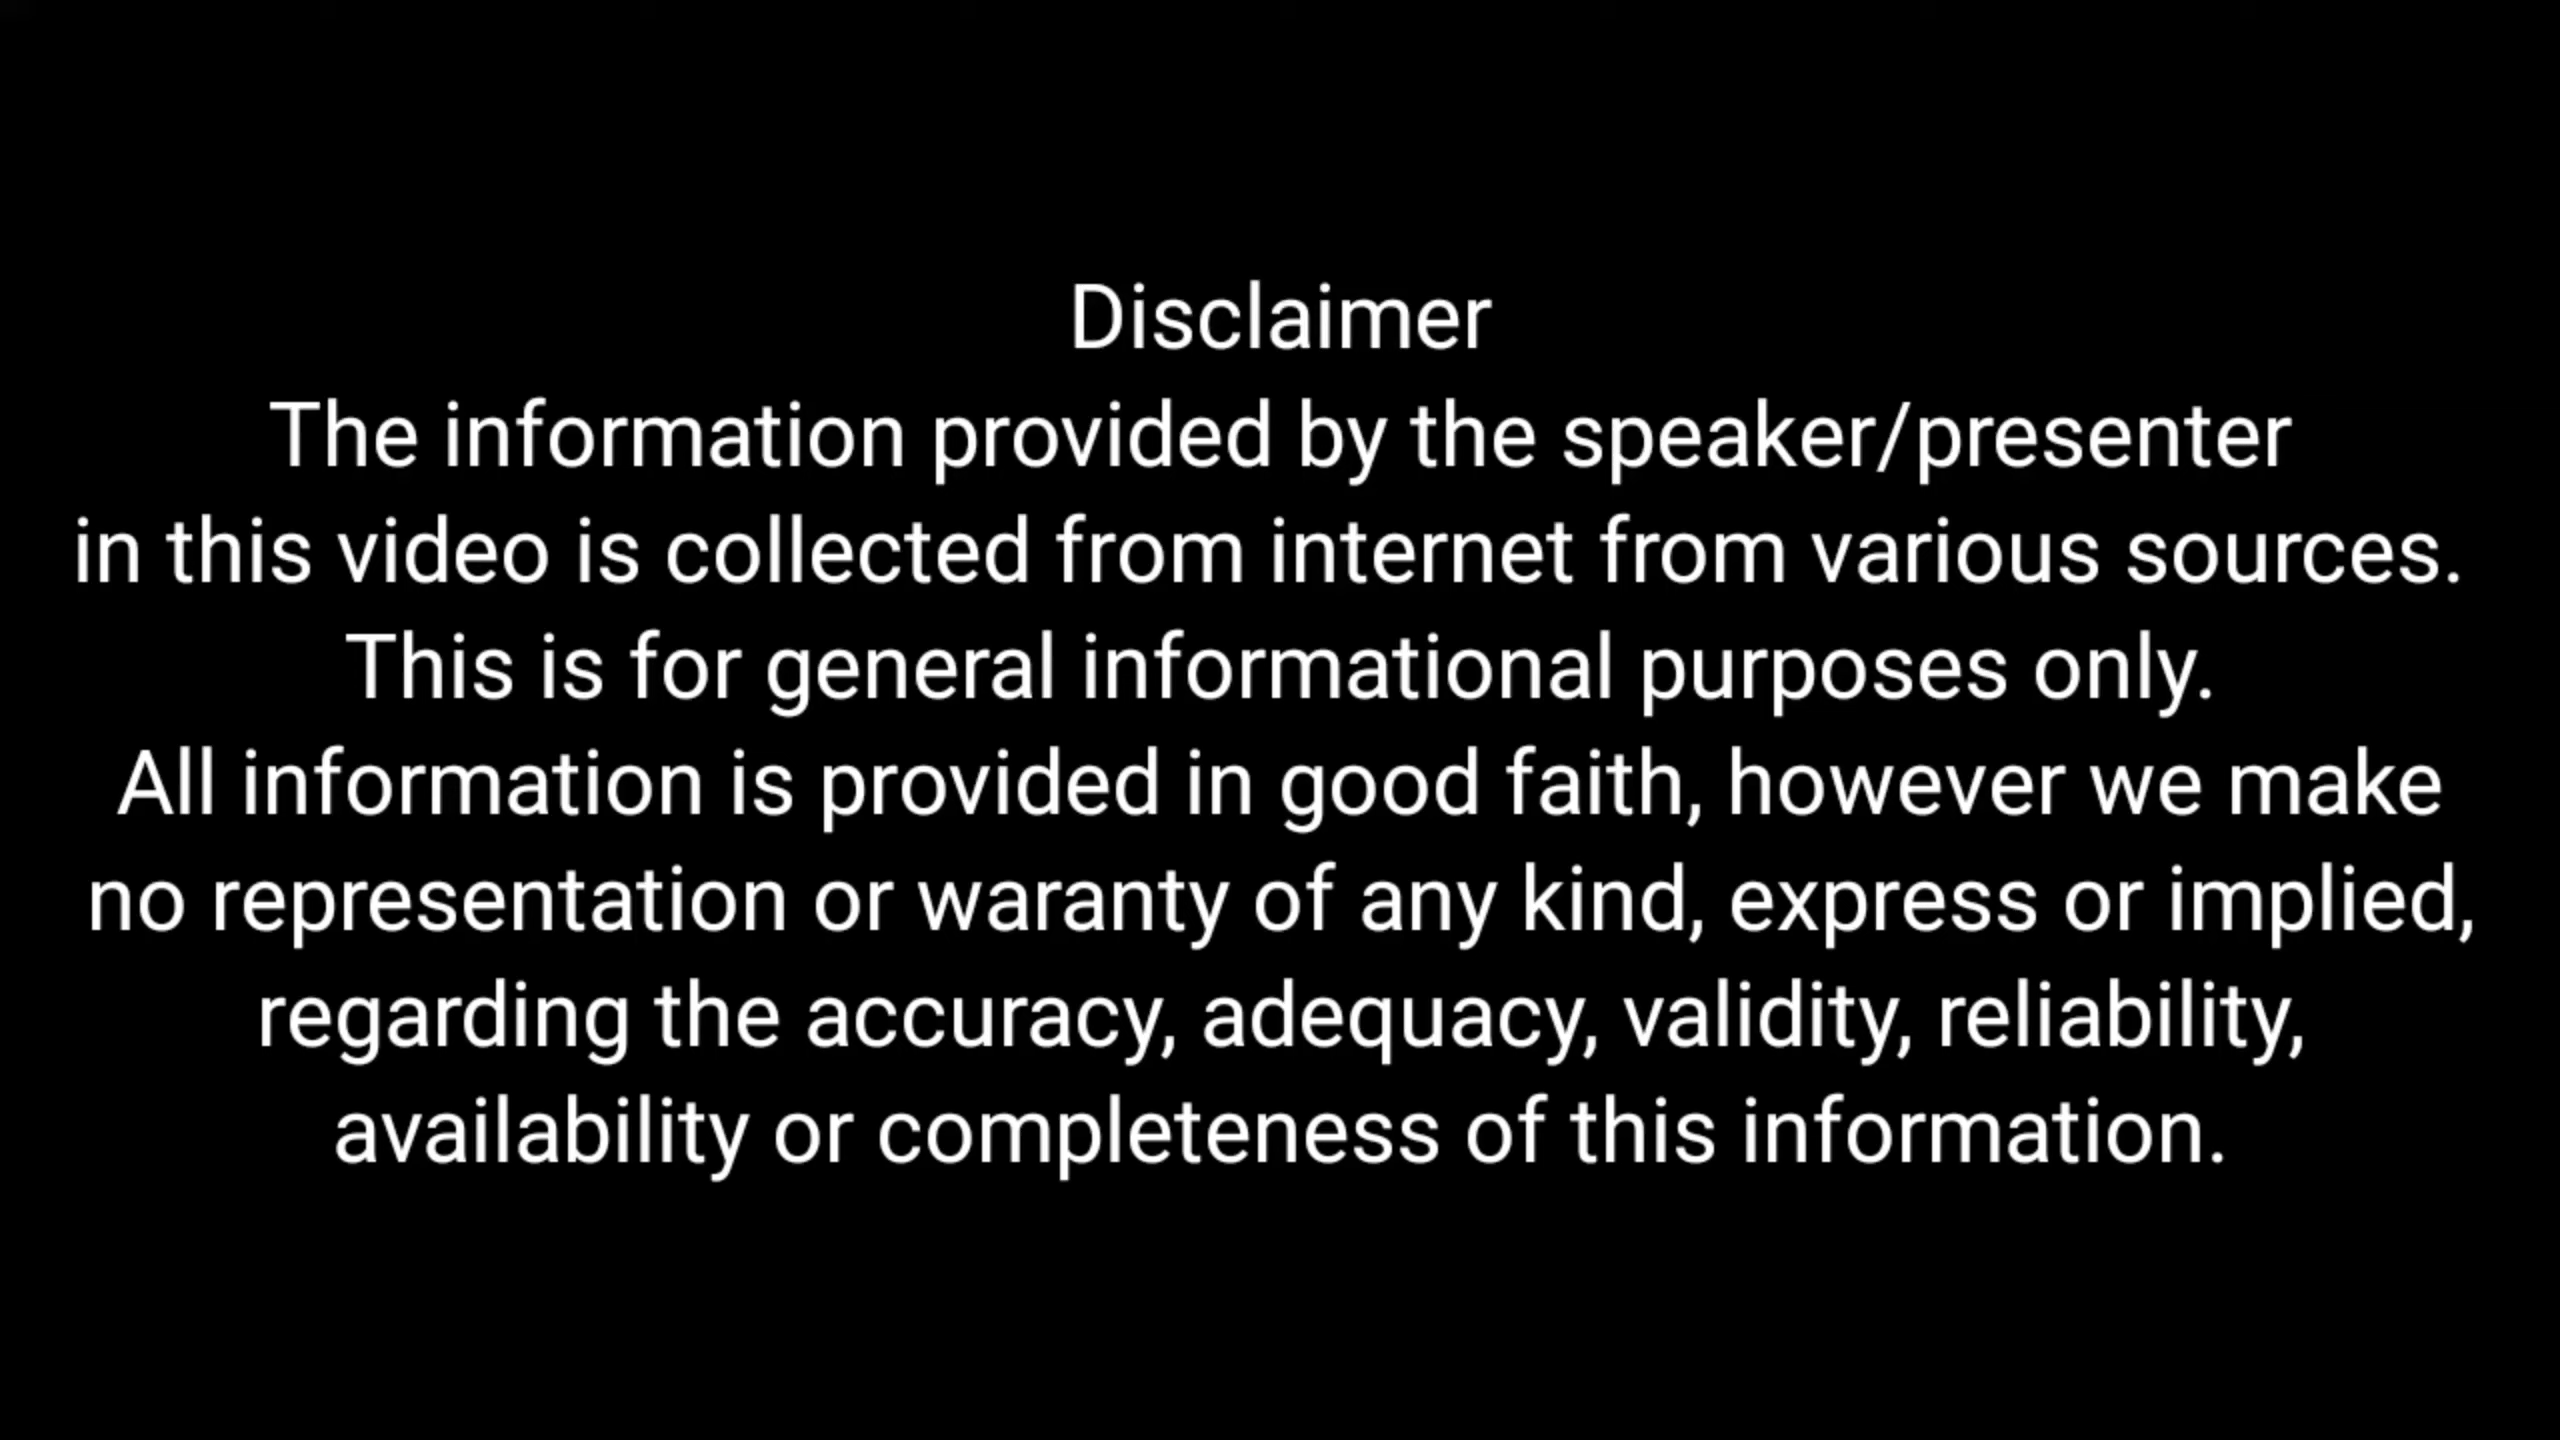 Disclaimer
The information provided by the speaker/presenter
in this video is collected from internet from various sources.
This is for general informational purposes only.
All information is provided in good faith, however we make
no representation or waranty of any kind, express or implied,
regarding the accuracy, adequacy, validity, reliability,
availability or completeness of this information.